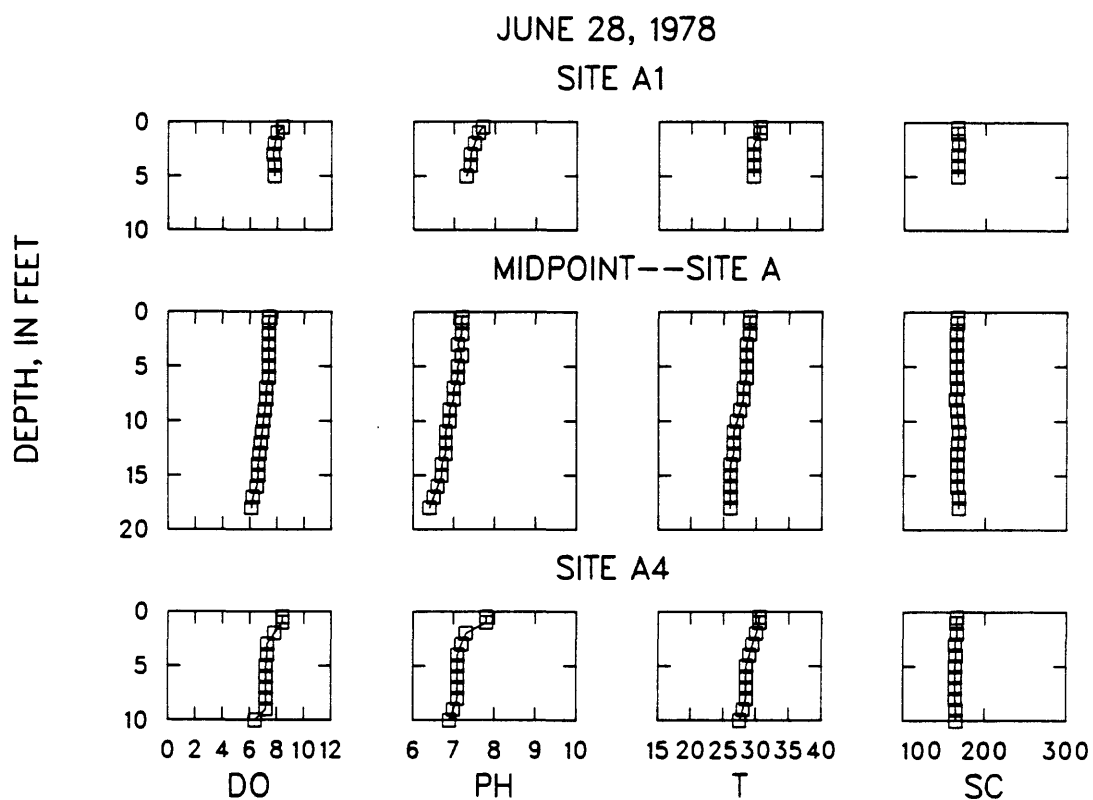 JUNE 28, 1978
SITE A1
0
5
10
MIDPOINT--SITE A
0
5
10
15
20
DEPTH, IN FEET
SITE A4
0
5
10
0 2 4 6 8 10 12
6 7 8 9 10
15 20 25 30 35 40
100 200 300
DO PH T SC